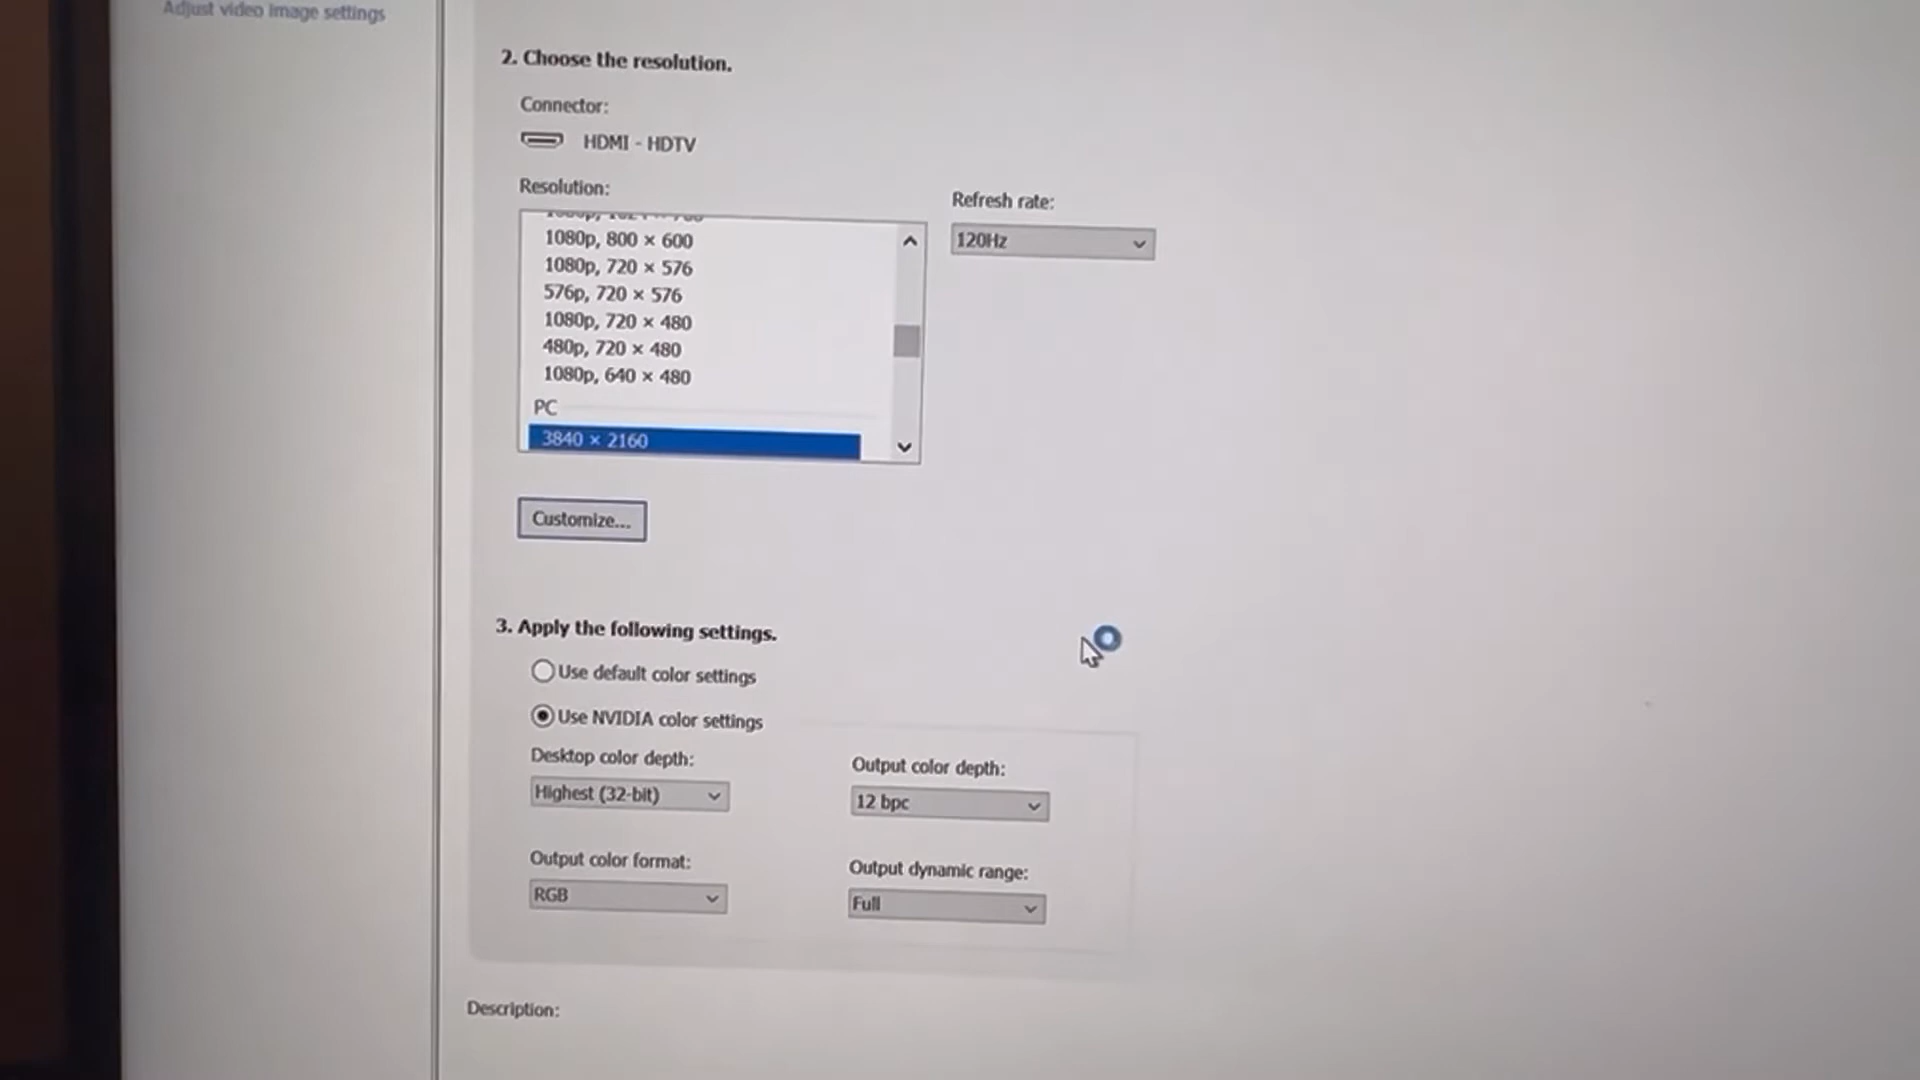 Adjust video image settings
2. Choose the resolution.
Connector:
HDMI - HDTV
Resolution:
Refresh rate:
120Hz
1080p, 800 × 600
1080p, 720 × 576
576p, 720 × 576
1080p, 720 × 480
480p, 720 × 480
1080p, 640 × 480
PC
3840 × 2160
Customize...
3. Apply the following settings.
Use default color settings
Use NVIDIA color settings
Desktop color depth:
Output color depth:
Highest (32-bit)
12 bpc
Output color format:
Output dynamic range:
RGB
Full
Description: